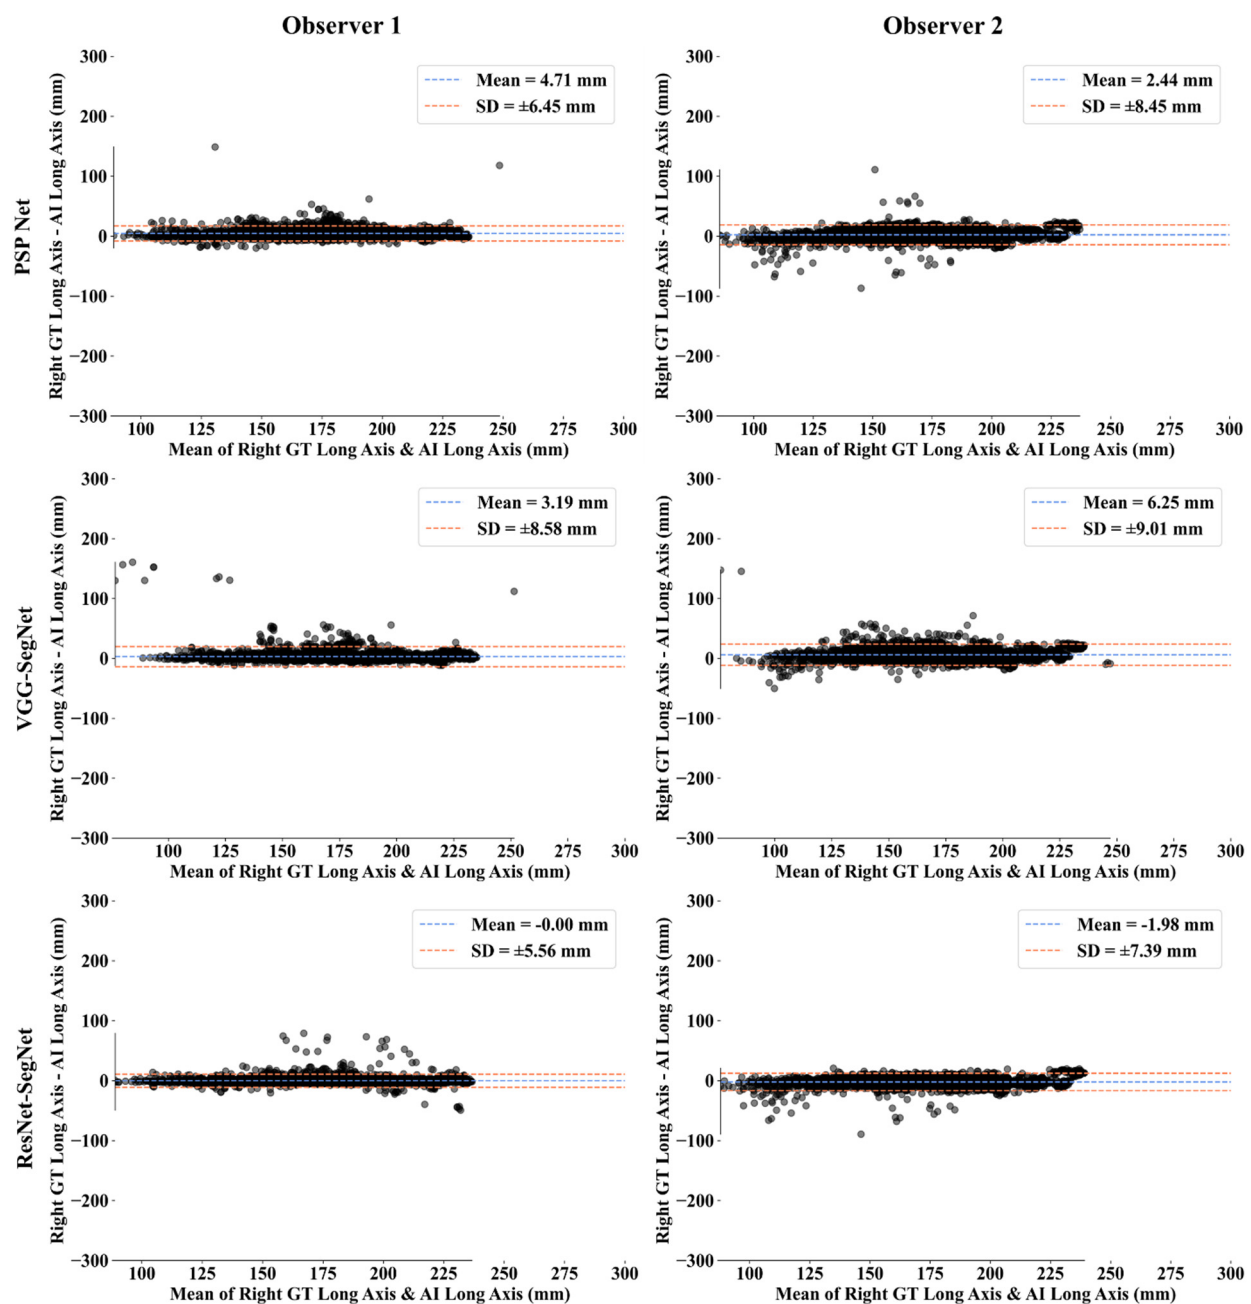 Observer 1
Observer 2
PSP Net
Right GT Long Axis - AI Long Axis (mm)
300
200
100
0
−100
−200
−300
Mean = 4.71 mm
SD = ±6.45 mm
100 125 150 175 200 225 250 275 300
Mean of Right GT Long Axis & AI Long Axis (mm)
Right GT Long Axis - AI Long Axis (mm)
300
200
100
0
−100
−200
−300
Mean = 2.44 mm
SD = ±8.45 mm
100 125 150 175 200 225 250 275 300
Mean of Right GT Long Axis & AI Long Axis (mm)
VGG-SegNet
Right GT Long Axis - AI Long Axis (mm)
300
200
100
0
−100
−200
−300
Mean = 3.19 mm
SD = ±8.58 mm
100 125 150 175 200 225 250 275 300
Mean of Right GT Long Axis & AI Long Axis (mm)
Right GT Long Axis - AI Long Axis (mm)
300
200
100
0
−100
−200
−300
Mean = 6.25 mm
SD = ±9.01 mm
100 125 150 175 200 225 250 275 300
Mean of Right GT Long Axis & AI Long Axis (mm)
ResNet-SegNet
Right GT Long Axis - AI Long Axis (mm)
300
200
100
0
−100
−200
−300
Mean = -0.00 mm
SD = ±5.56 mm
100 125 150 175 200 225 250 275 300
Mean of Right GT Long Axis & AI Long Axis (mm)
Right GT Long Axis - AI Long Axis (mm)
300
200
100
0
−100
−200
−300
Mean = -1.98 mm
SD = ±7.39 mm
100 125 150 175 200 225 250 275 300
Mean of Right GT Long Axis & AI Long Axis (mm)